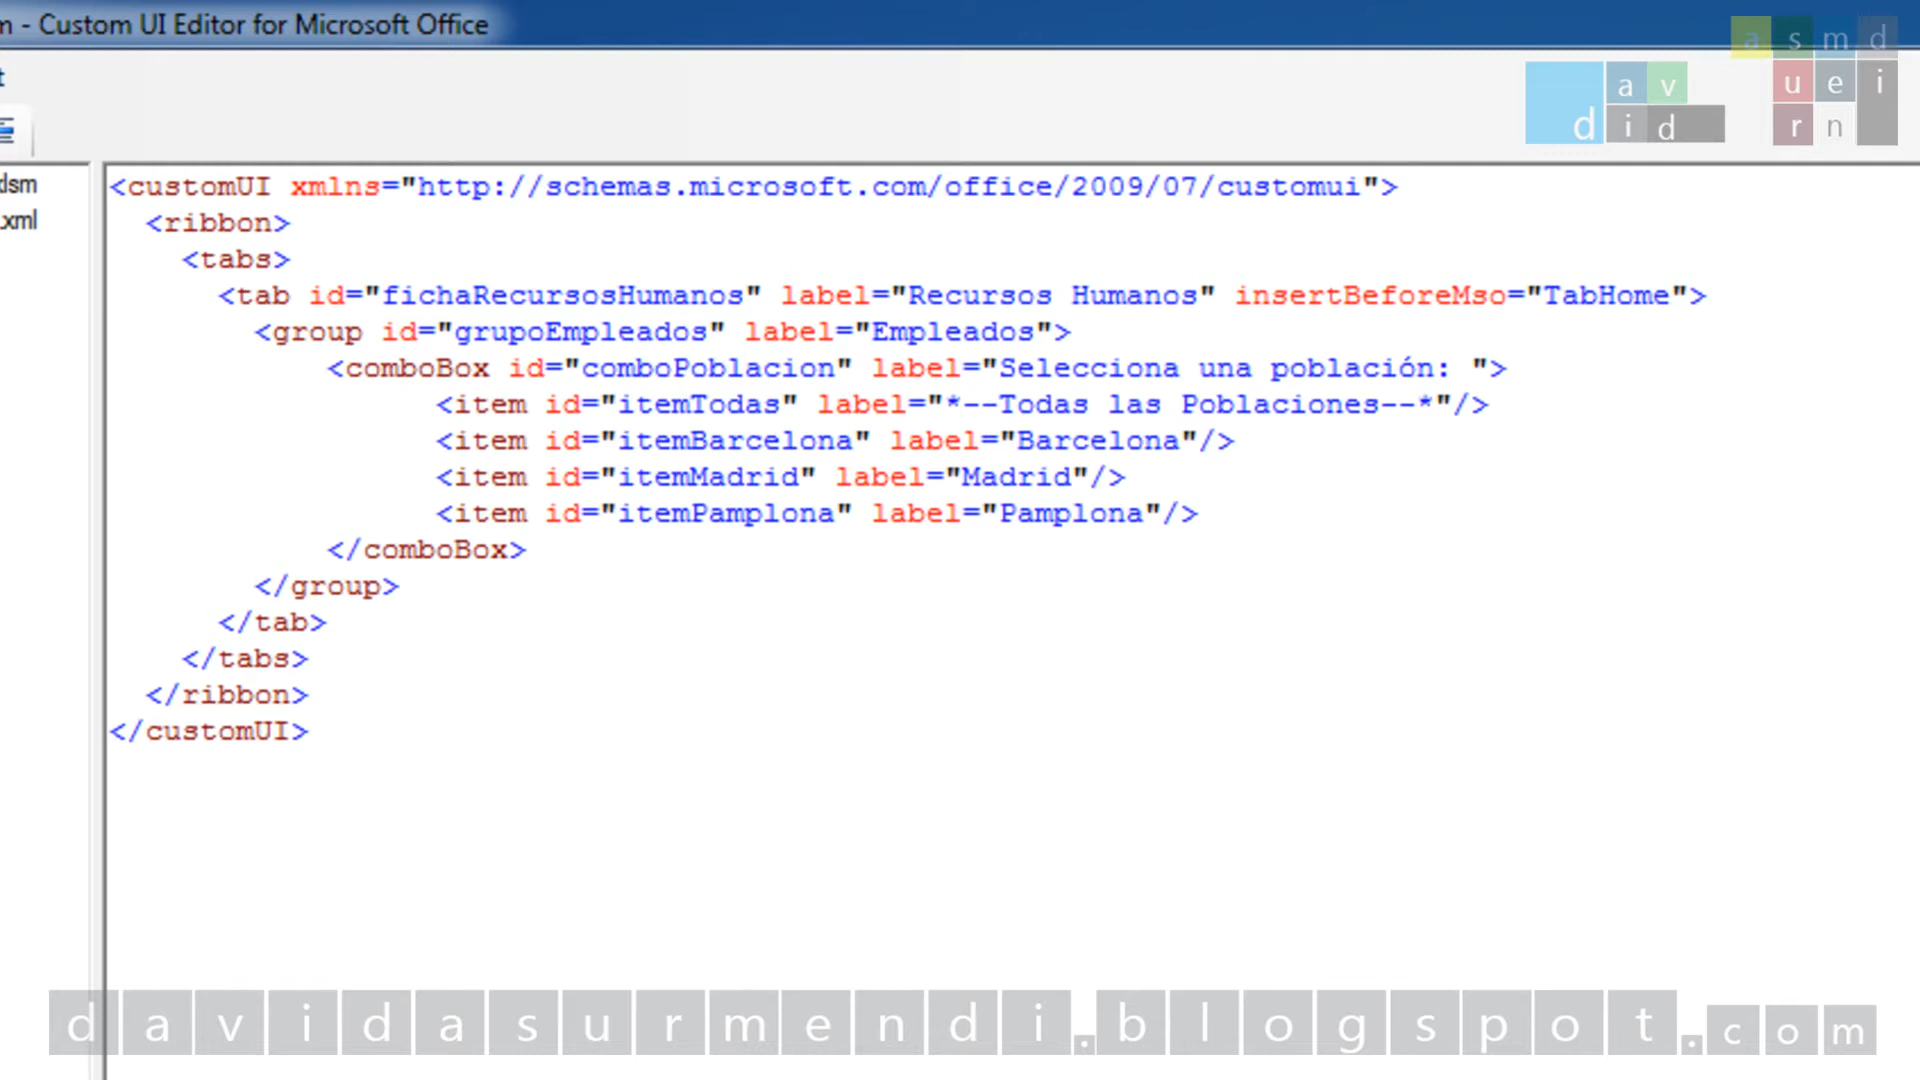 m - Custom UI Editor for Microsoft Office
a s m d
a v u e i
d i d r n
t
lsm
.xml
<customUI xmlns="http://schemas.microsoft.com/office/2009/07/customui">
<ribbon>
<tabs>
<tab id="fichaRecursosHumanos" label="Recursos Humanos" insertBeforeMso="TabHome">
<group id="grupoEmpleados" label="Empleados">
<comboBox id="comboPoblacion" label="Selecciona una población: ">
<item id="itemTodas" label="*--Todas las Poblaciones--*"/>
<item id="itemBarcelona" label="Barcelona"/>
<item id="itemMadrid" label="Madrid"/>
<item id="itemPamplona" label="Pamplona"/>
</comboBox>
</group>
</tab>
</tabs>
</ribbon>
</customUI>
davidasurmendi.blogspot.com